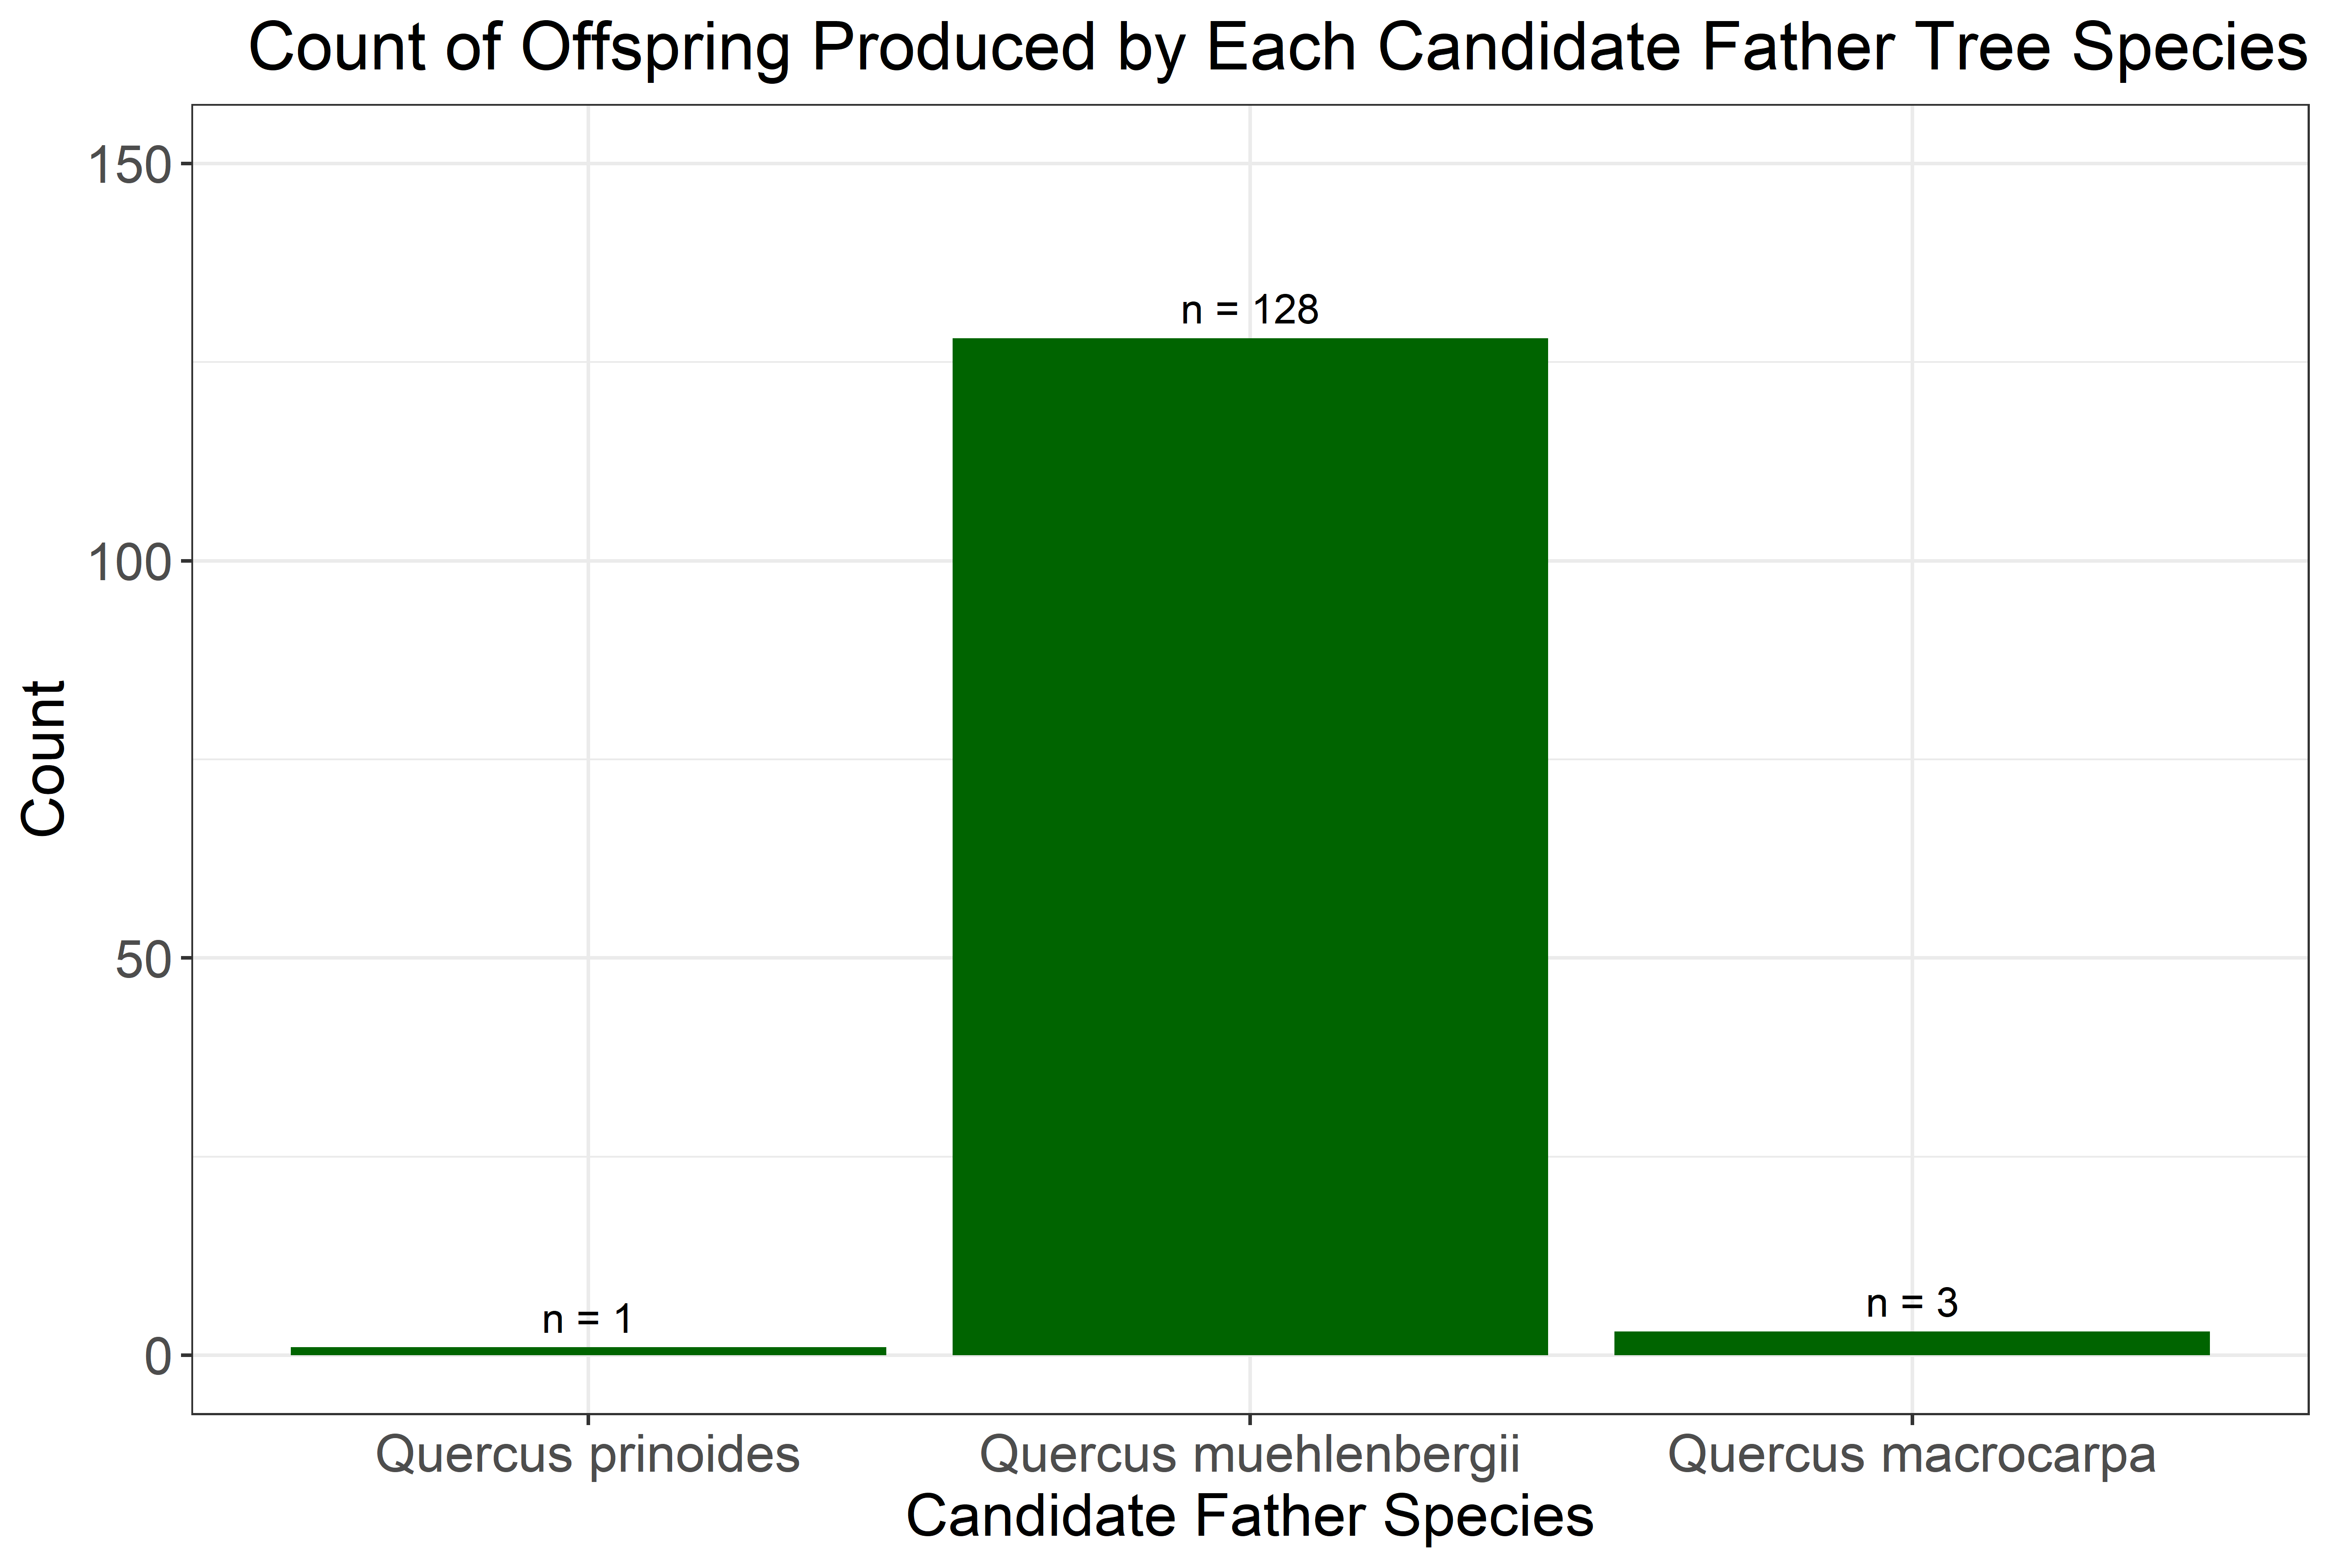 Count of Offspring Produced by Each Candidate Father Tree Species
150
n = 128
100
Count
50
n = 3
n = 1
0
Quercus prinoides Quercus muehlenbergii Quercus macrocarpa
Candidate Father Species